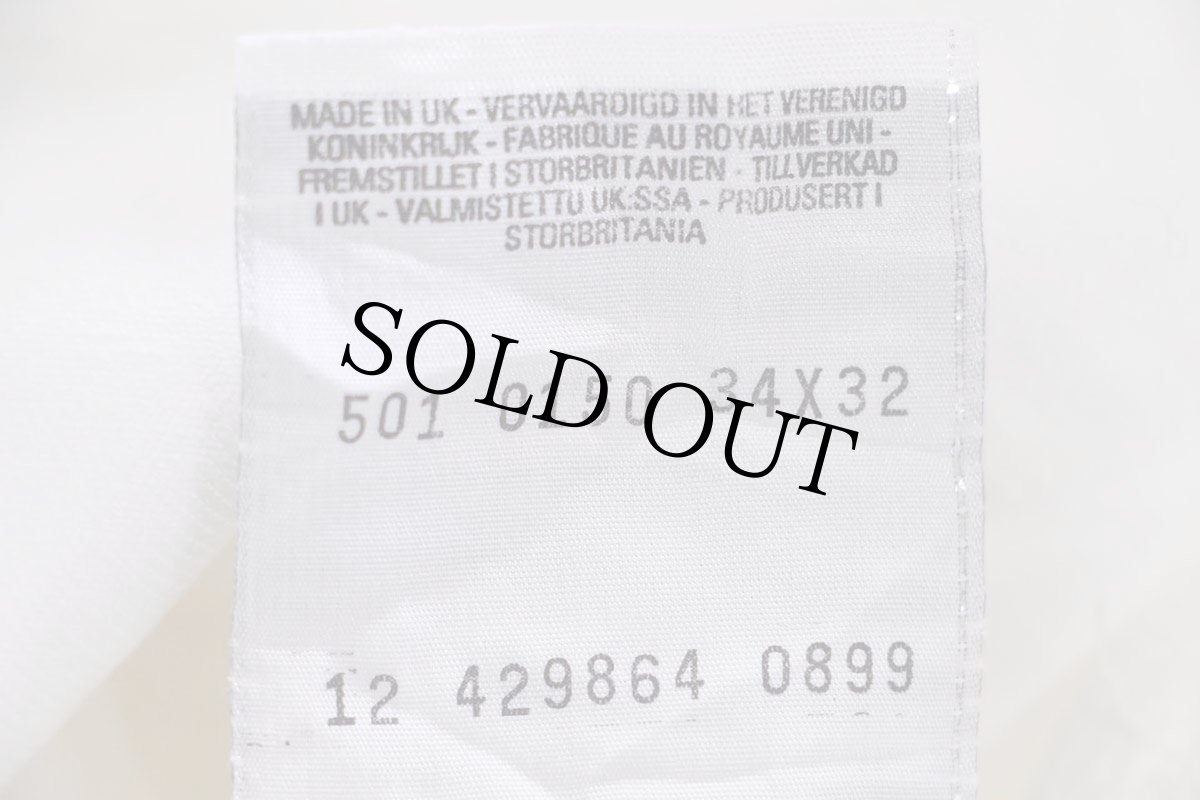 MADE IN UK - VERVAARDIGD IN HET VERENIGD
KONINKRIJK - FABRIQUE AU ROYAUME UNI -
FREMSTILLET I STORBRITANIEN - TILLVERKAD
I UK - VALMISTETTU UK:SSA - PRODUSERT I
STORBRITANIA
SOLD OUT
501 0150 34X32
12 429864 0899